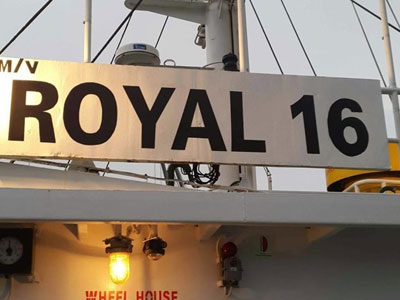 M/V
ROYAL 16
WHEEL HOUSE